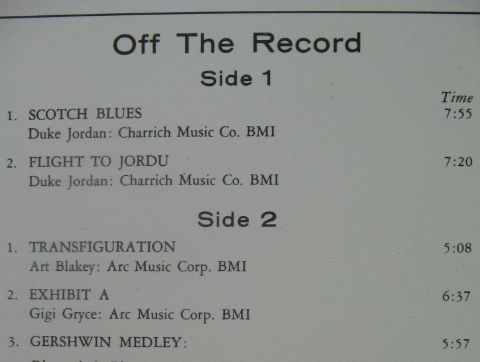 Off The Record
Side 1
Time
1. SCOTCH BLUES 7:55
Duke Jordan: Charrich Music Co. BMI
2. FLIGHT TO JORDU 7:20
Duke Jordan: Charrich Music Co. BMI
Side 2
1. TRANSFIGURATION 5:08
Art Blakey: Arc Music Corp. BMI
2. EXHIBIT A 6:37
Gigi Gryce: Arc Music Corp. BMI
3. GERSHWIN MEDLEY: 5:57